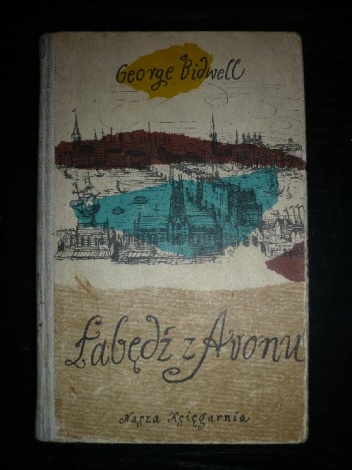 George Bidwell
Łabędź z Avonu
Nasza Księgarnia